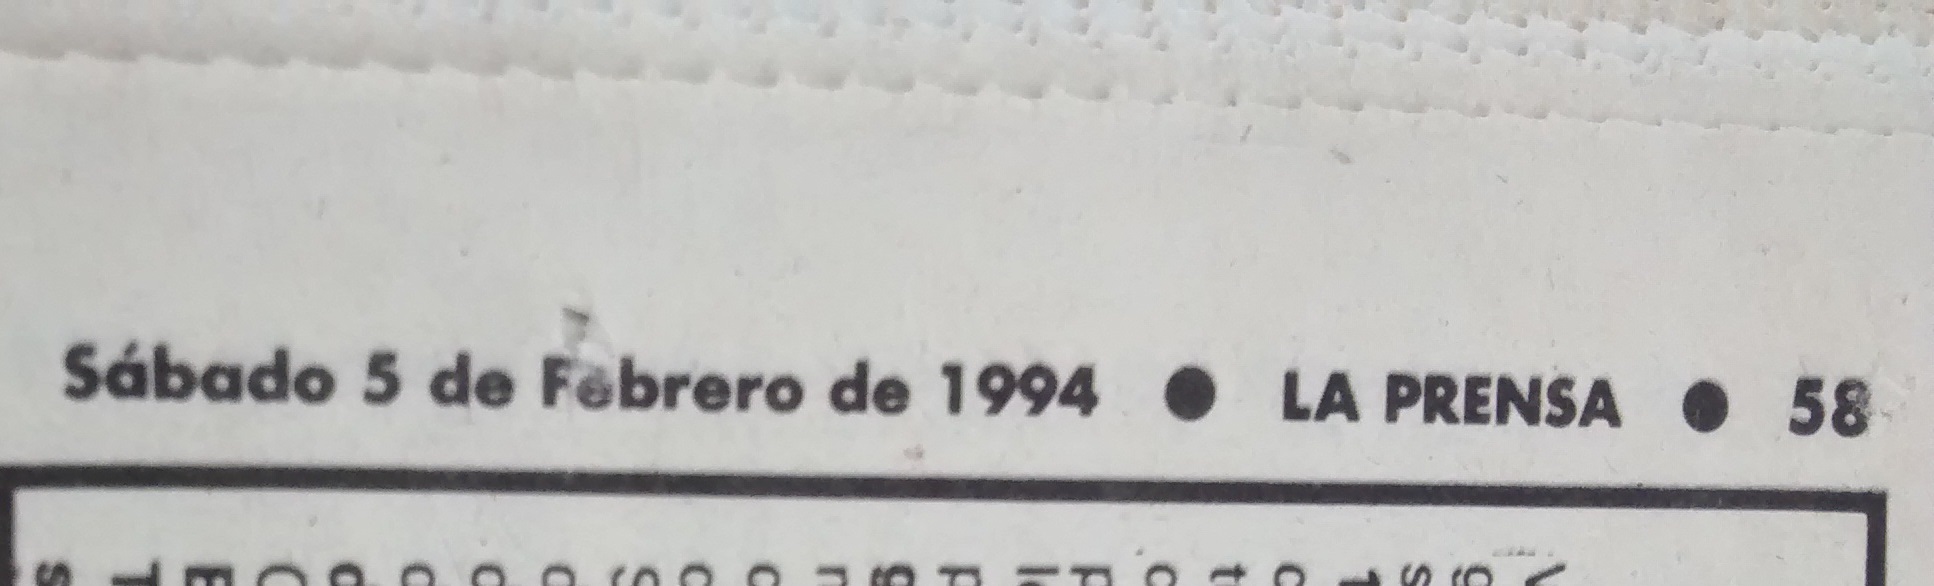 Sábado 5 de Febrero de 1994 ● LA PRENSA ● 58